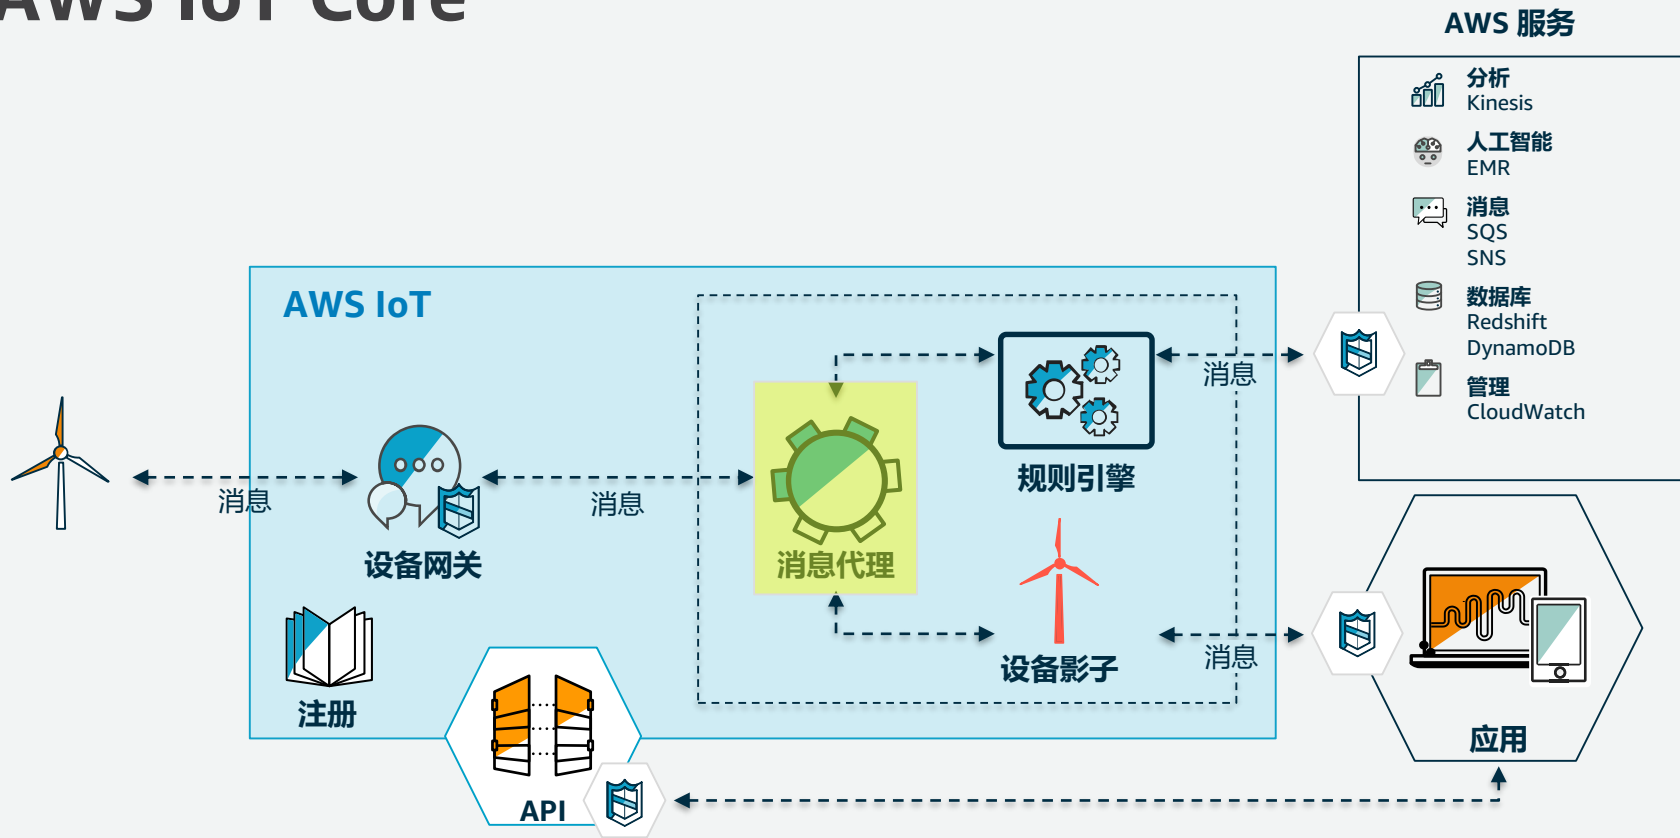 AWS IoT Core
AWS 服务
分析
Kinesis
人工智能
EMR
消息
SQS
SNS
数据库
Redshift
DynamoDB
管理
CloudWatch
AWS IoT
消息
规则引擎
消息
消息
设备网关
消息代理
设备影子
消息
注册
应用
API